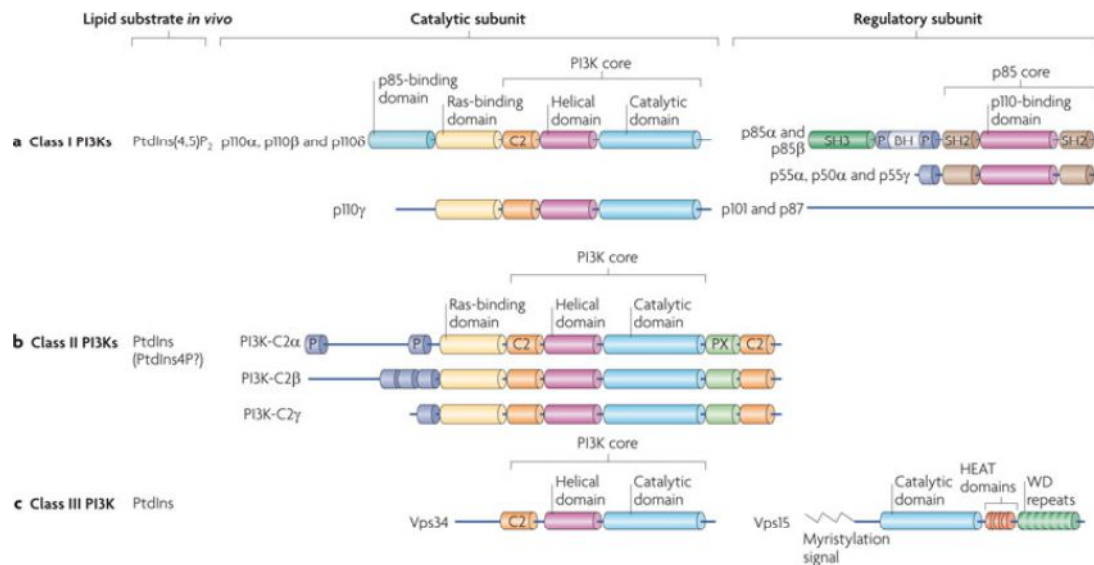 Lipid substrate in vivo
Catalytic subunit
Regulatory subunit
PI3K core
p85 core
p85-binding
domain
Ras-binding
domain
Helical
domain
Catalytic
domain
p110-binding
domain
a Class I PI3Ks
PtdIns(4,5)P2
p110α, p110β and p110δ
C2
p85α and
p85β
SH3
P
BH
P
SH2
SH2
p55α, p50α and p55γ
p110γ
p101 and p87
PI3K core
Ras-binding
domain
Helical
domain
Catalytic
domain
b Class II PI3Ks
PtdIns
(PtdIns4P?)
PI3K-C2α
P
P
C2
PX
C2
PI3K-C2β
PI3K-C2γ
PI3K core
Helical
domain
Catalytic
domain
Catalytic
domain
HEAT
domains
WD
repeats
c Class III PI3K
PtdIns
Vps34
C2
Vps15
Myristylation
signal